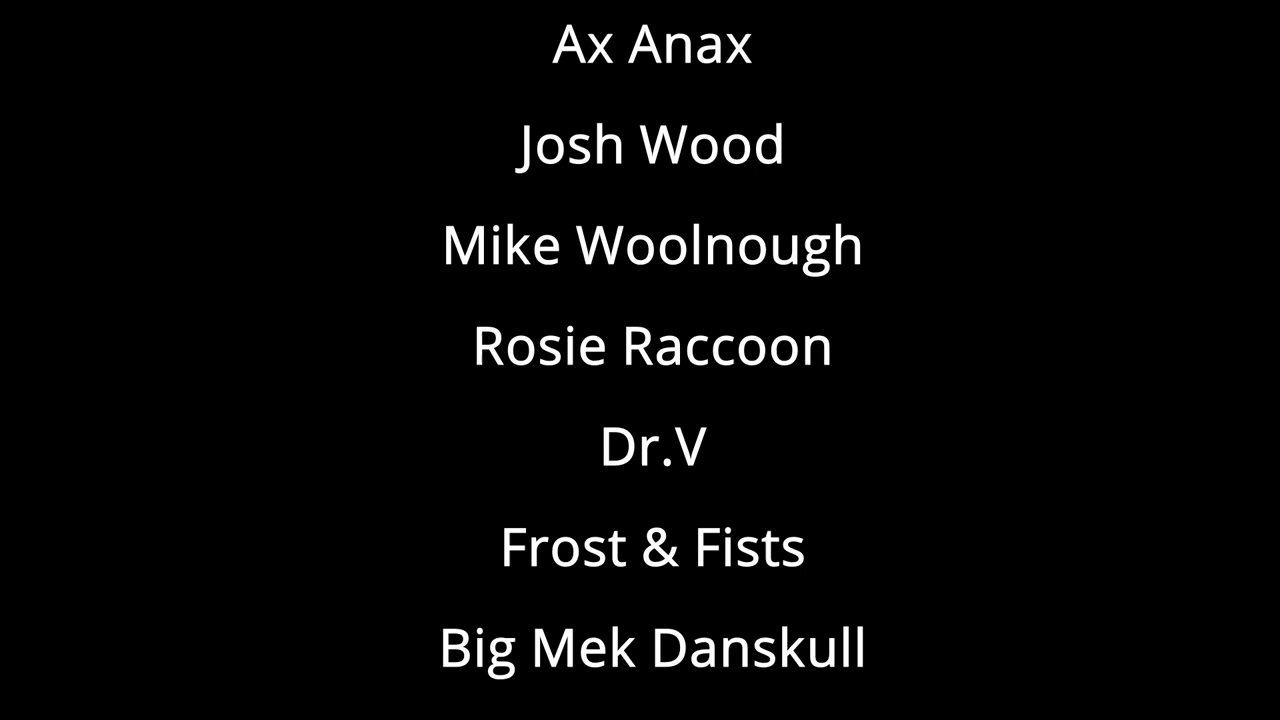 Ax Anax
Josh Wood
Mike Woolnough
Rosie Raccoon
Dr.V
Frost & Fists
Big Mek Danskull